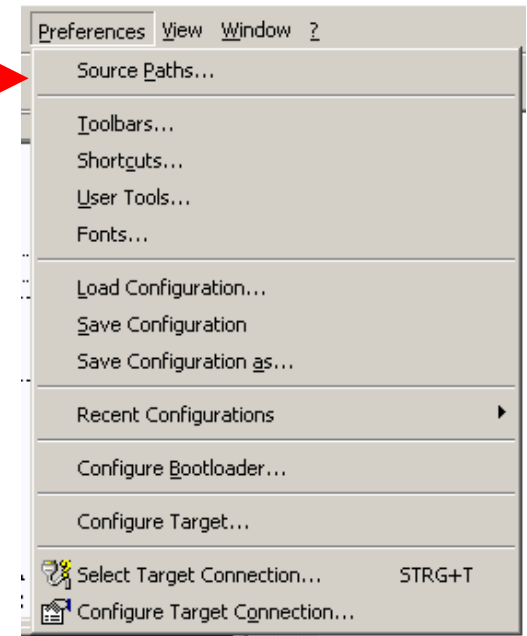 Preferences View Window ?
Source Paths...
Toolbars...
Shortcuts...
User Tools...
Fonts...
Load Configuration...
Save Configuration
Save Configuration as...
Recent Configurations
Configure Bootloader...
Configure Target...
Select Target Connection... STRG+T
Configure Target Connection...